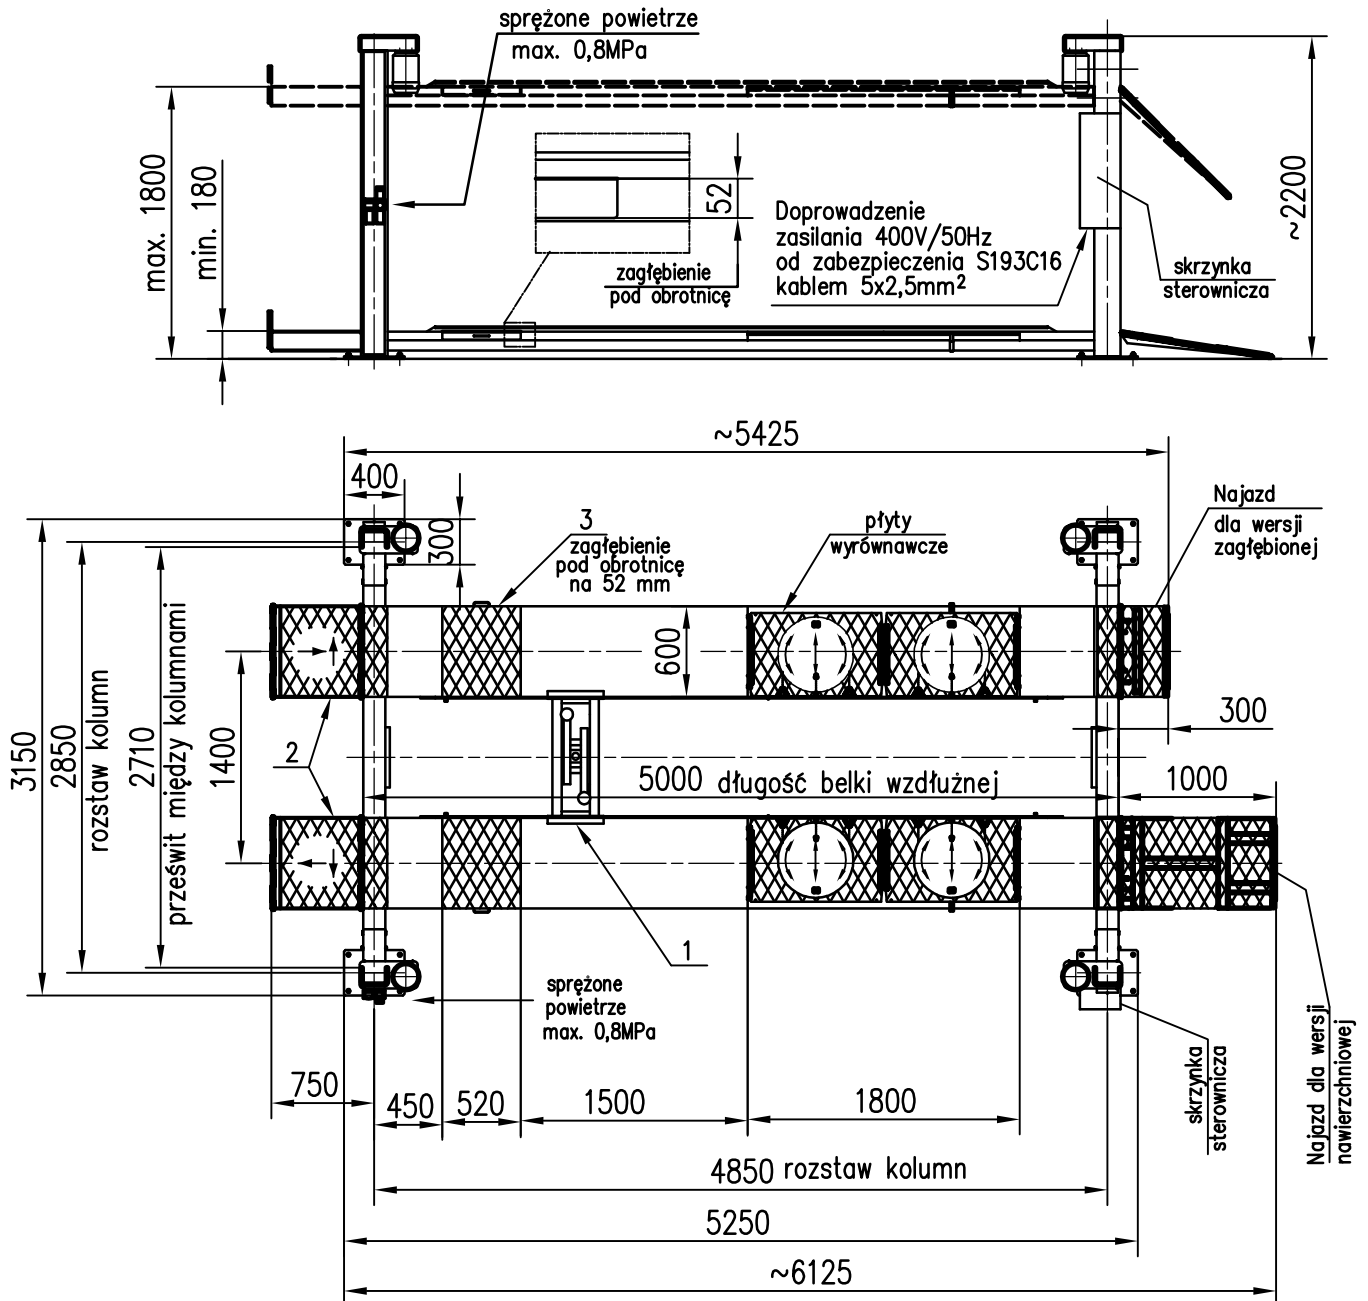 sprężone powietrze
max. 0,8MPa
max. 1800
min. 180
52
zagłębienie
pod obrotnicę
Doprowadzenie
zasilania 400V/50Hz
od zabezpieczenia S193C16
kablem 5x2,5mm²
skrzynka
sterownicza
~2200
~5425
400
300
3
zagłębienie
pod obrotnicę
na 52 mm
płyty
wyrównawcze
Najazd
dla wersji
zagłębionej
3150
2850
rozstaw kolumn
2710
prześwit między kolumnami
1400
2
600
300
5000 długość belki wzdłużnej
1000
1
sprężone
powietrze
max. 0,8MPa
skrzynka
sterownicza
Najazd dla wersji
nawierzchniowej
750
450
520
1500
1800
4850 rozstaw kolumn
5250
~6125